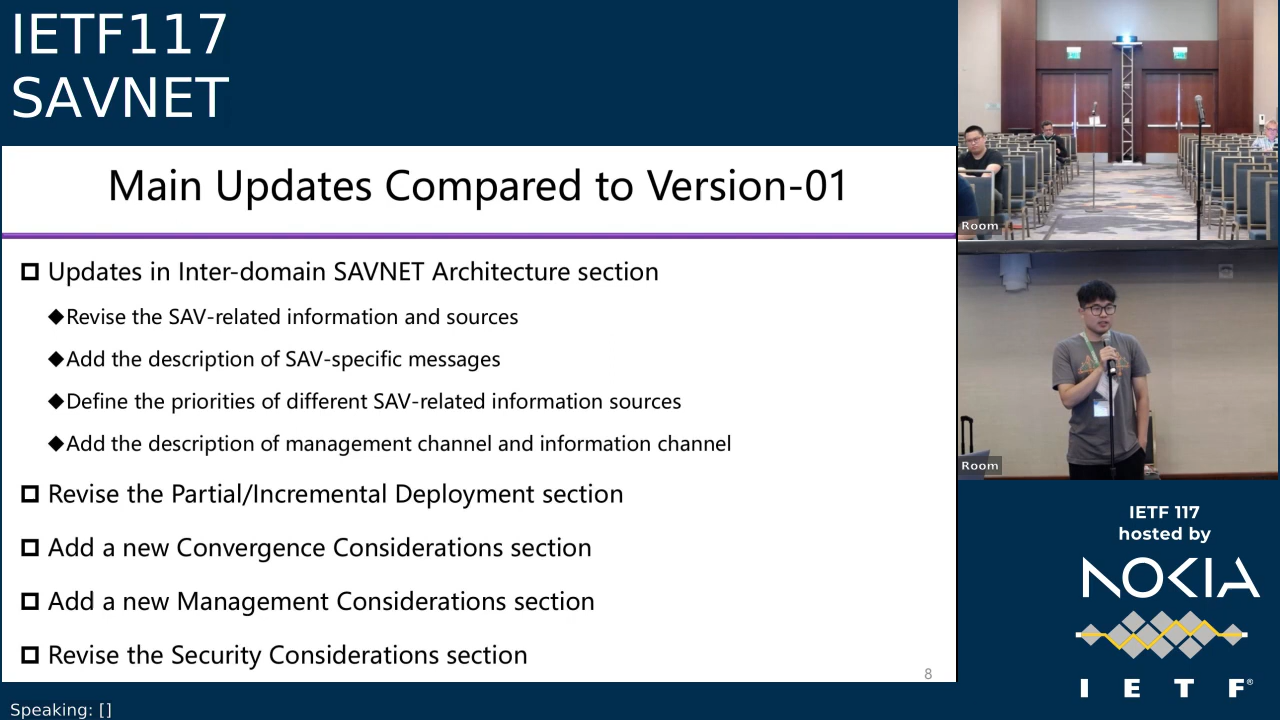 IETF117
SAVNET
Main Updates Compared to Version-01
Updates in Inter-domain SAVNET Architecture section
Revise the SAV-related information and sources
Add the description of SAV-specific messages
Define the priorities of different SAV-related information sources
Add the description of management channel and information channel
Revise the Partial/Incremental Deployment section
Add a new Convergence Considerations section
Add a new Management Considerations section
Revise the Security Considerations section
8
Room
Room
IETF 117
hosted by
NOKIA
I E T F®
Speaking: []